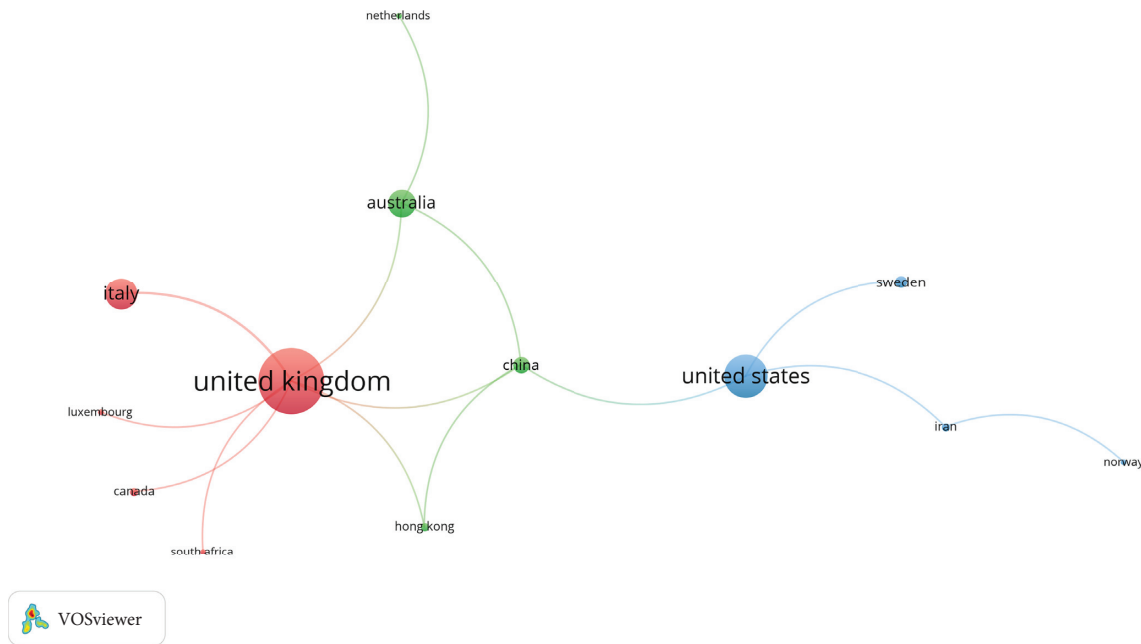 netherlands
australia
italy
sweden
china
united kingdom
united states
luxembourg
iran
norway
canada
hong kong
south africa
VOSviewer